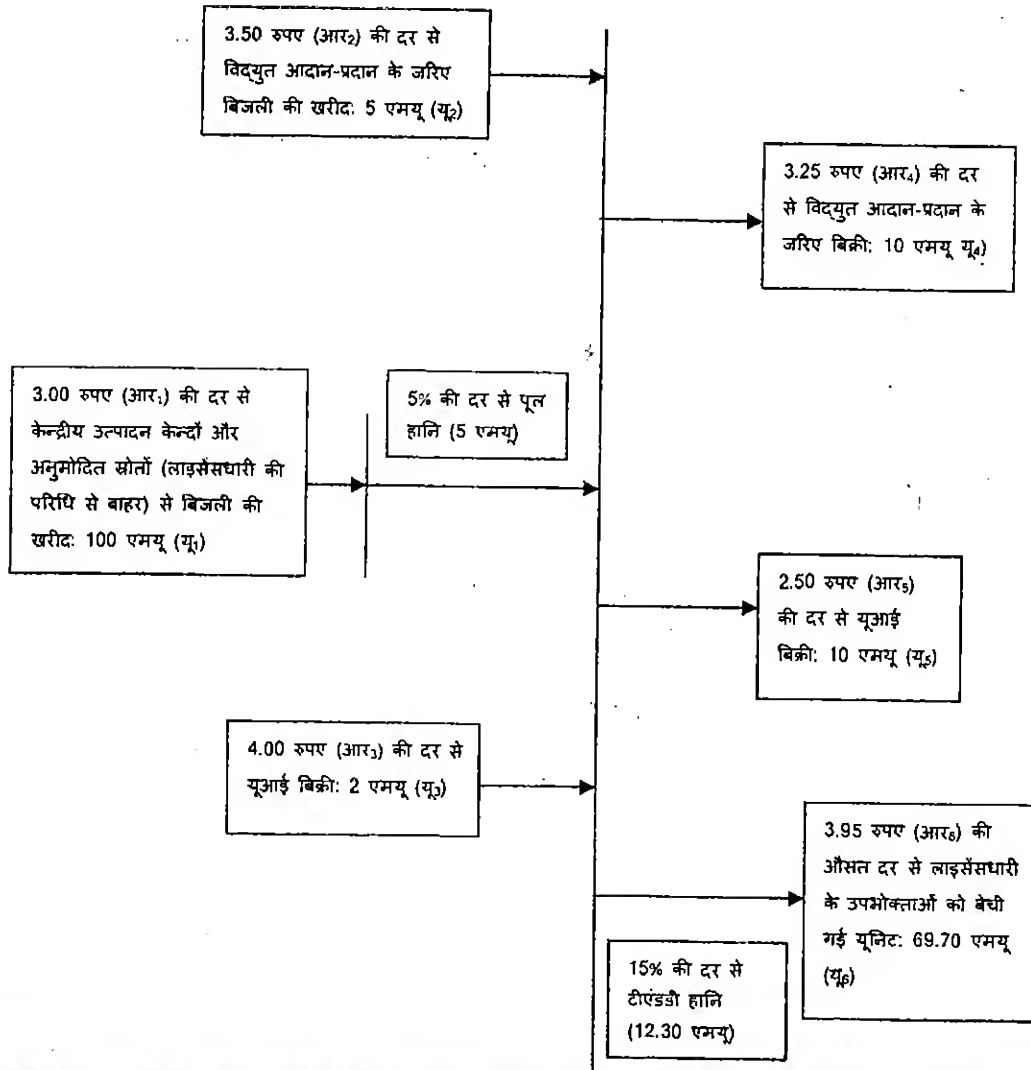 3.50 रुपए (आर₂) की दर से
विद्युत आदान-प्रदान के जरिए
बिजली की खरीद: 5 एमयू (यू₂)
3.25 रुपए (आर₄) की दर
से विद्युत आदान-प्रदान के
जरिए बिक्री: 10 एमयू यू₄)
3.00 रुपए (आर₁) की दर से
केन्द्रीय उत्पादन केन्दों और
अनुमोदित स्रोतों (लाइसेंसधारी की
परिधि से बाहर) से बिजली की
खरीद: 100 एमयू (यू₁)
5% की दर से पूल
हानि (5 एमयू)
2.50 रुपए (आर₅)
की दर से यूआई
बिक्री: 10 एमयू (यू₅)
4.00 रुपए (आर₃) की दर से
यूआई बिक्री: 2 एमयू (यू₃)
3.95 रुपए (आर₆) की
औसत दर से लाइसेंसधारी
के उपभोक्ताओं को बेची
गई यूनिट: 69.70 एमयू
(यू₆)
15% की दर से
टीएंडडी हानि
(12.30 एमयू)